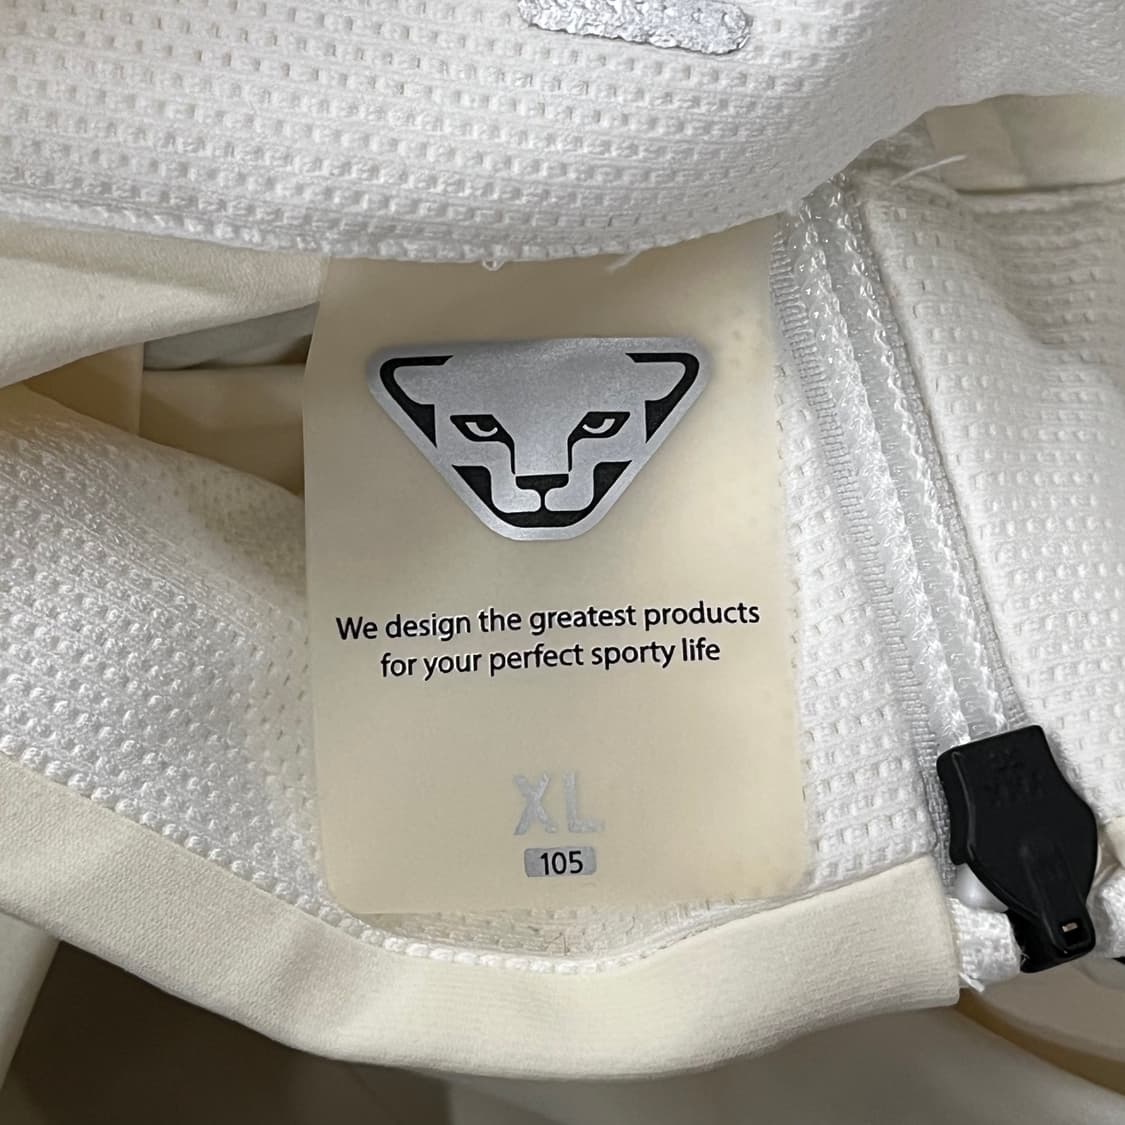 We design the greatest products
for your perfect sporty life
XL
105